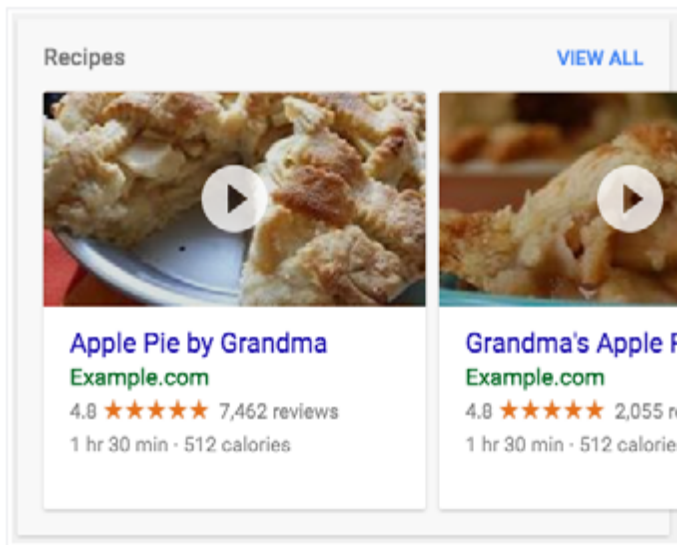 Recipes
VIEW ALL
Apple Pie by Grandma
Example.com
4.8 ★★★★★ 7,462 reviews
1 hr 30 min · 512 calories
Grandma's Apple
Example.com
4.8 ★★★★★ 2,055
1 hr 30 min · 512